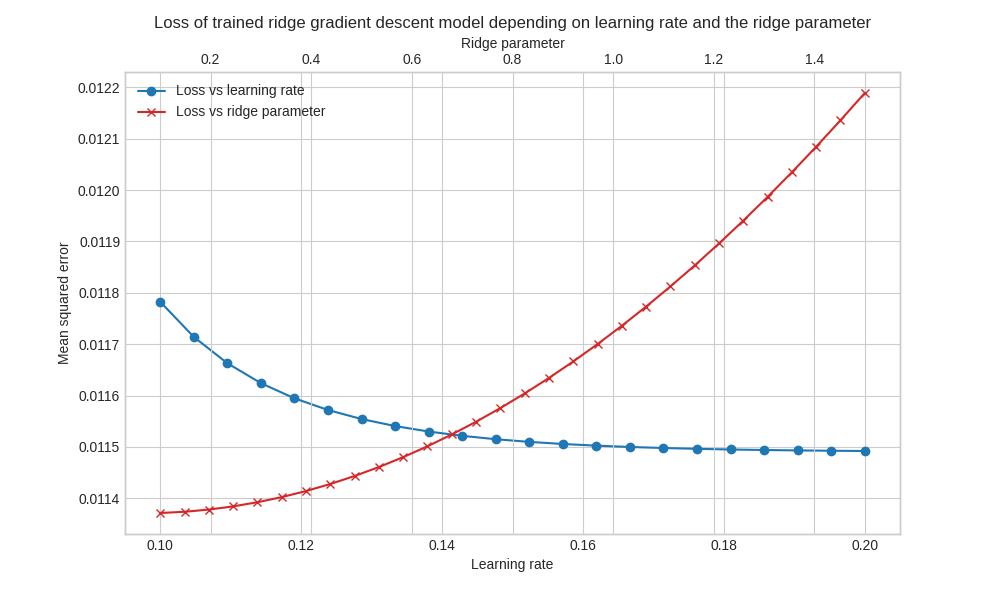 Loss of trained ridge gradient descent model depending on learning rate and the ridge parameter
Ridge parameter
0.2 0.4 0.6 0.8 1.0 1.2 1.4
Loss vs learning rate
Loss vs ridge parameter
Mean squared error
0.0122
0.0121
0.0120
0.0119
0.0118
0.0117
0.0116
0.0115
0.0114
0.10 0.12 0.14 0.16 0.18 0.20
Learning rate